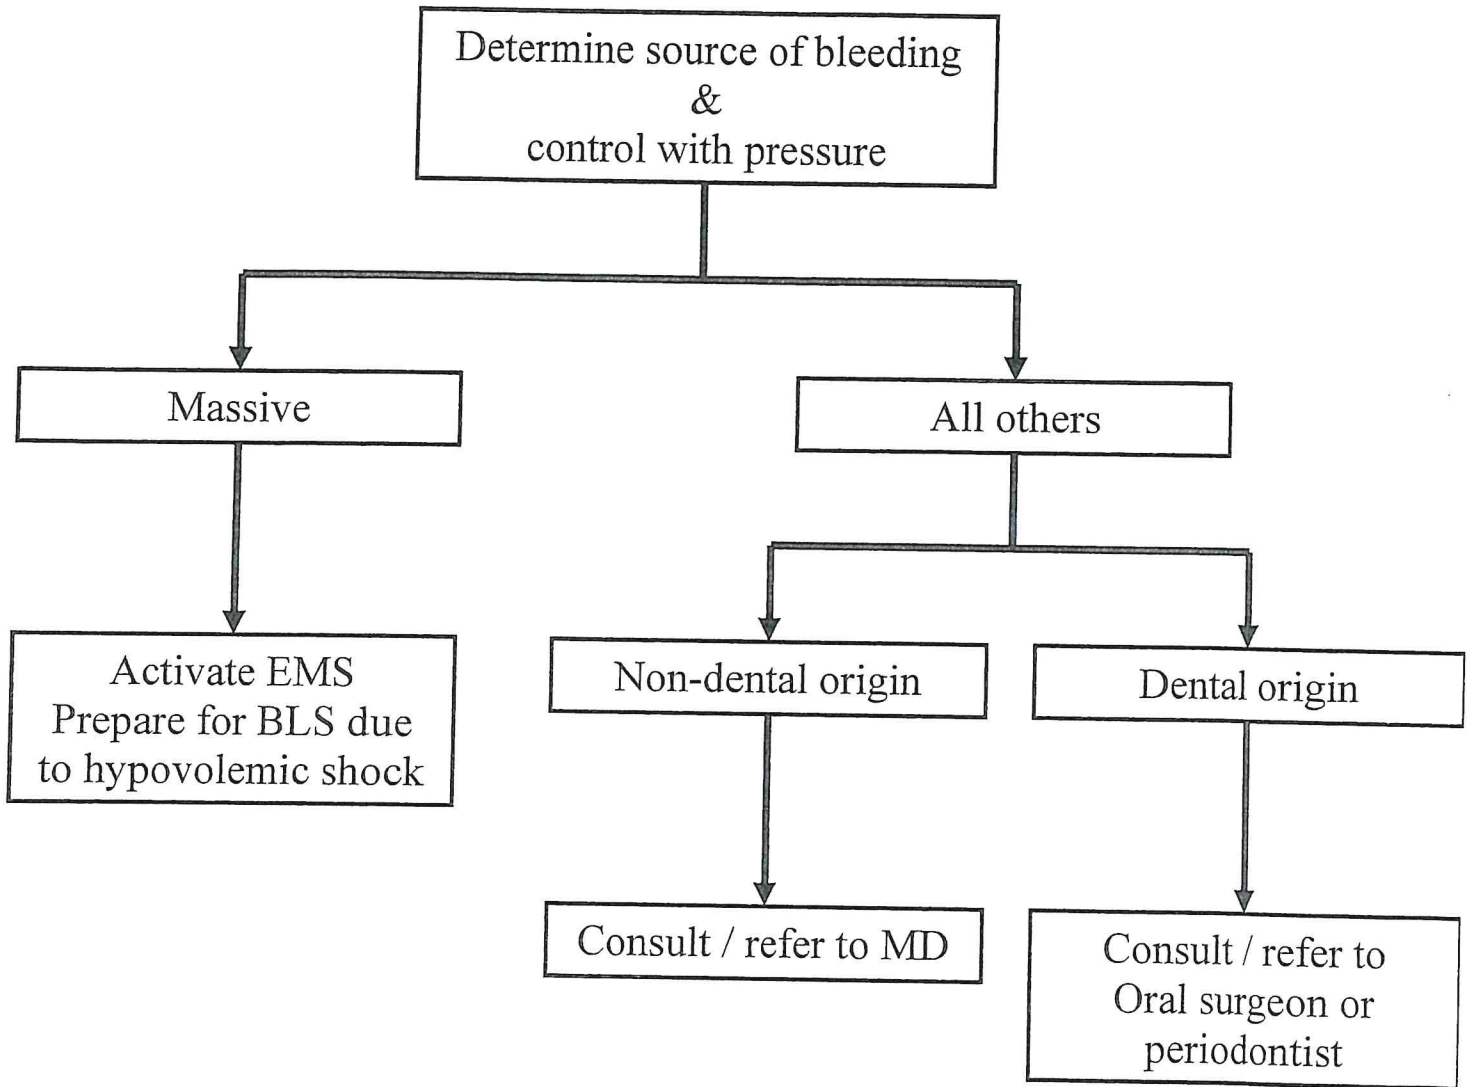 Determine source of bleeding
&
control with pressure
Massive
All others
Activate EMS
Prepare for BLS due
to hypovolemic shock
Non-dental origin
Dental origin
Consult / refer to MD
Consult / refer to
Oral surgeon or
periodontist